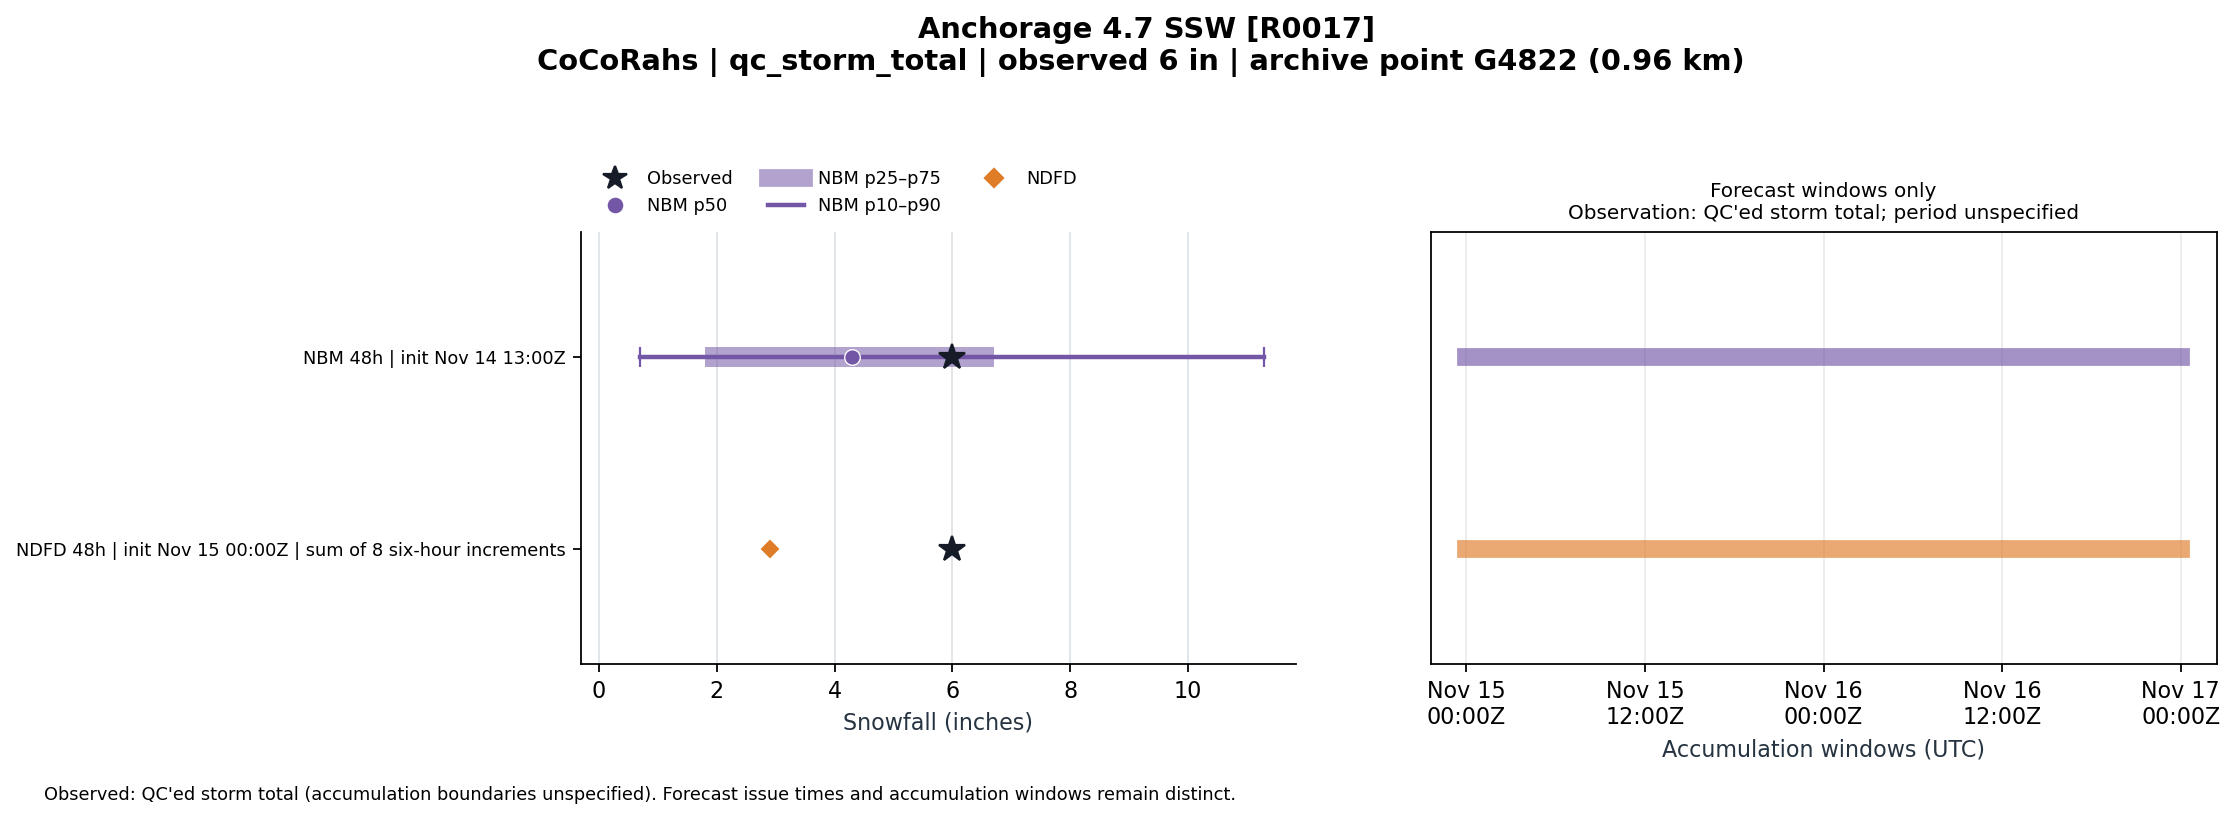 Anchorage 4.7 SSW [R0017]
CoCoRahs | qc_storm_total | observed 6 in | archive point G4822 (0.96 km)
Observed
NBM p50
NBM p25–p75
NBM p10–p90
NDFD
NBM 48h | init Nov 14 13:00Z
NDFD 48h | init Nov 15 00:00Z | sum of 8 six-hour increments
0 2 4 6 8 10
Snowfall (inches)
Forecast windows only
Observation: QC'ed storm total; period unspecified
Nov 15 Nov 15 Nov 16 Nov 16 Nov 17
00:00Z 12:00Z 00:00Z 12:00Z 00:00Z
Accumulation windows (UTC)
Observed: QC'ed storm total (accumulation boundaries unspecified). Forecast issue times and accumulation windows remain distinct.